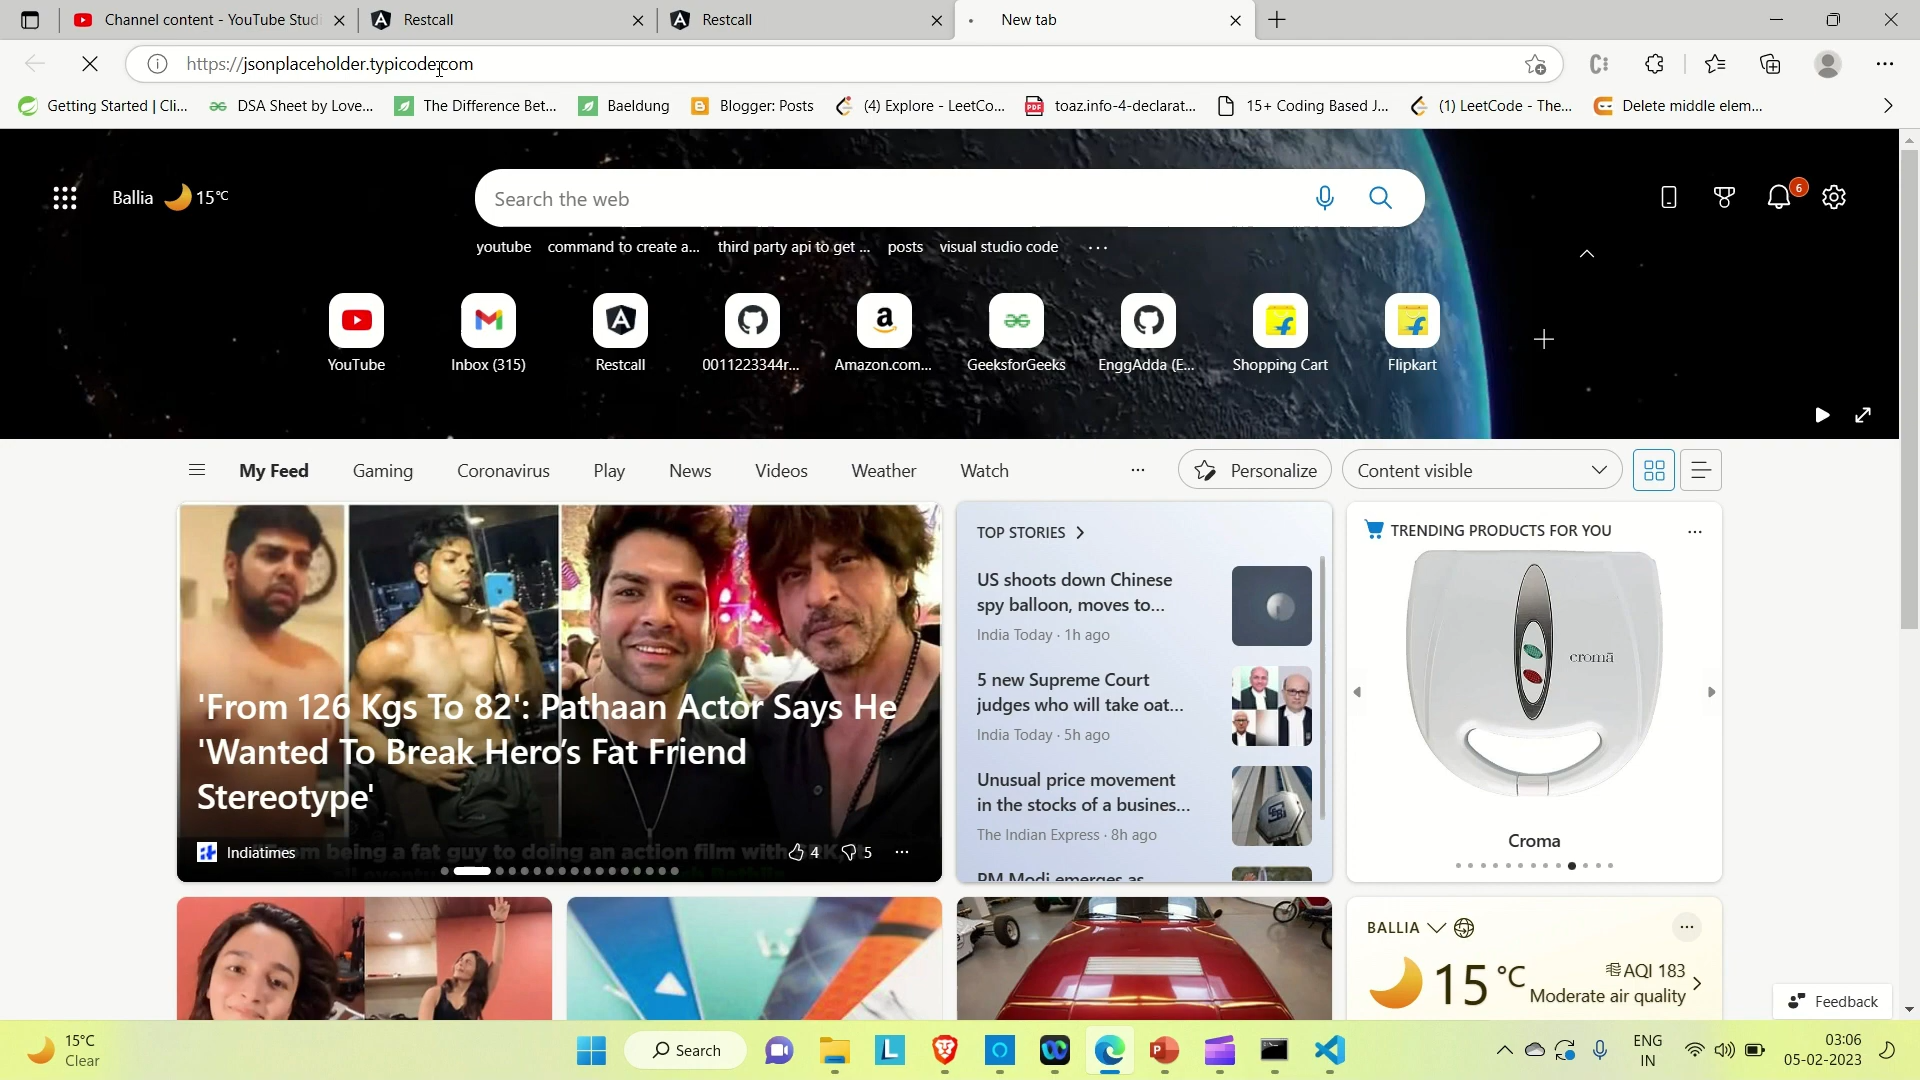 Channel content - YouTube Studi
Restcall
Restcall
New tab
https://jsonplaceholder.typicode.com
Getting Started | Cli...
DSA Sheet by Love...
The Difference Bet...
Baeldung
Blogger: Posts
(4) Explore - LeetCo...
toaz.info-4-declarat...
15+ Coding Based J...
(1) LeetCode - The...
Delete middle elem...
Ballia
15°C
Search the web
6
youtube
command to create a...
third party api to get ...
posts
visual studio code
YouTube
Inbox (315)
Restcall
0011223344r...
Amazon.com...
GeeksforGeeks
EnggAdda (E...
Shopping Cart
Flipkart
My Feed
Gaming
Coronavirus
Play
News
Videos
Weather
Watch
Personalize
Content visible
'From 126 Kgs To 82': Pathaan Actor Says He
'Wanted To Break Hero's Fat Friend
Stereotype'
Indiatimes
4
5
TOP STORIES
US shoots down Chinese
spy balloon, moves to...
India Today · 1h ago
5 new Supreme Court
judges who will take oat...
India Today · 5h ago
Unusual price movement
in the stocks of a busines...
The Indian Express · 8h ago
PM Modi emerges as
TRENDING PRODUCTS FOR YOU
cromā
Croma
BALLIA
15 °C
AQI 183
Moderate air quality
Feedback
15°C
Clear
Search
ENG
IN
03:06
05-02-2023